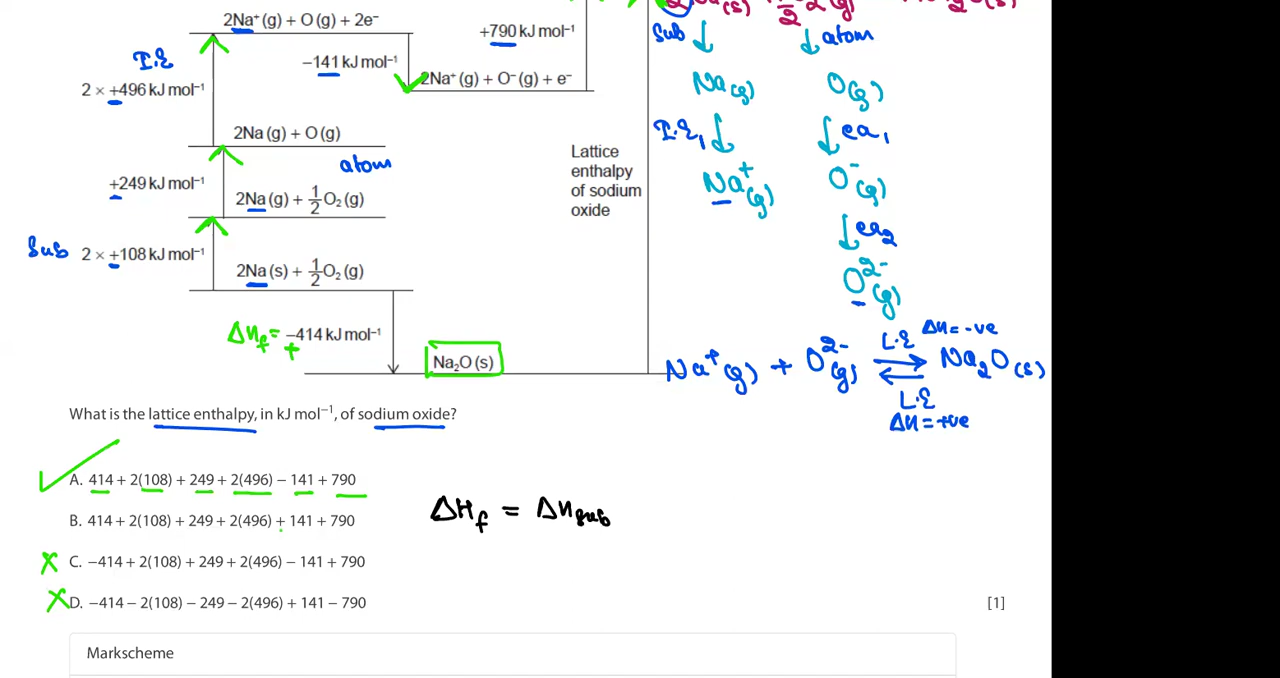 2Na⁺(g) + O(g) + 2e⁻
sub
atom
+790 kJ mol⁻¹
I.E
−141 kJ mol⁻¹
2Na⁺(g) + O⁻(g) + e⁻
2 × +496 kJ mol⁻¹
Na(g)
O(g)
2Na(g) + O(g)
I.E₁
ea₁
atom
Lattice
enthalpy
of sodium
oxide
+249 kJ mol⁻¹
2Na(g) + ½O₂(g)
Na⁺(g)
O⁻(g)
ea₂
Sub
2 × +108 kJ mol⁻¹
2Na(s) + ½O₂(g)
O²⁻(g)
ΔHf = + −414 kJ mol⁻¹
Na₂O(s)
L.E ΔH = -ve
Na⁺(g) + O²⁻(g) ⇌ Na₂O(s)
L.E
ΔH = +ve
What is the lattice enthalpy, in kJ mol⁻¹, of sodium oxide?
A. 414 + 2(108) + 249 + 2(496) − 141 + 790
B. 414 + 2(108) + 249 + 2(496) + 141 + 790
ΔHf = ΔHsub
C. −414 + 2(108) + 249 + 2(496) − 141 + 790
D. −414 − 2(108) − 249 − 2(496) + 141 − 790
[1]
Markscheme